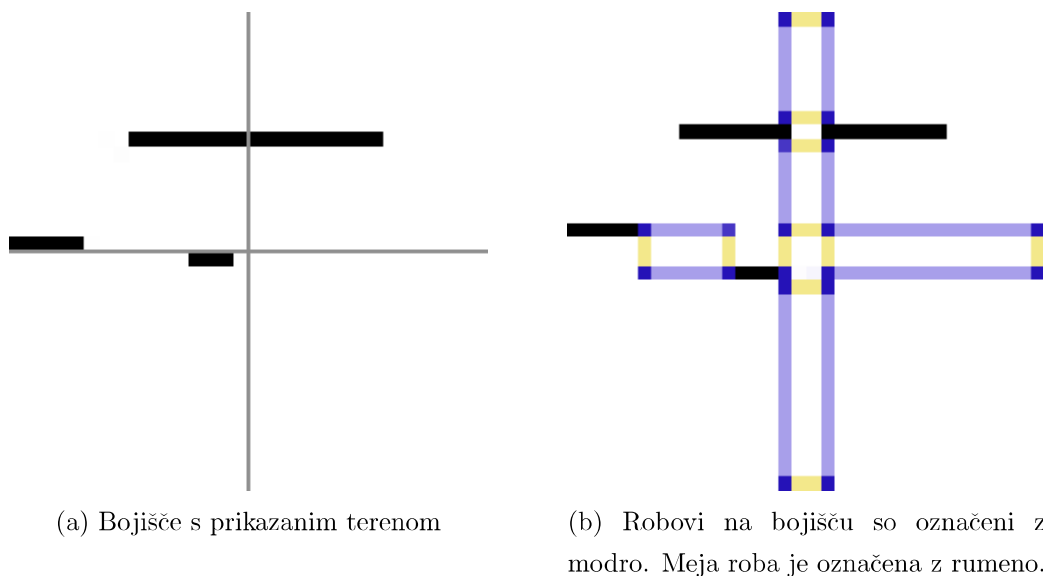 (a) Bojišče s prikazanim terenom
(b) Robovi na bojišču so označeni z
modro. Meja roba je označena z rumeno.